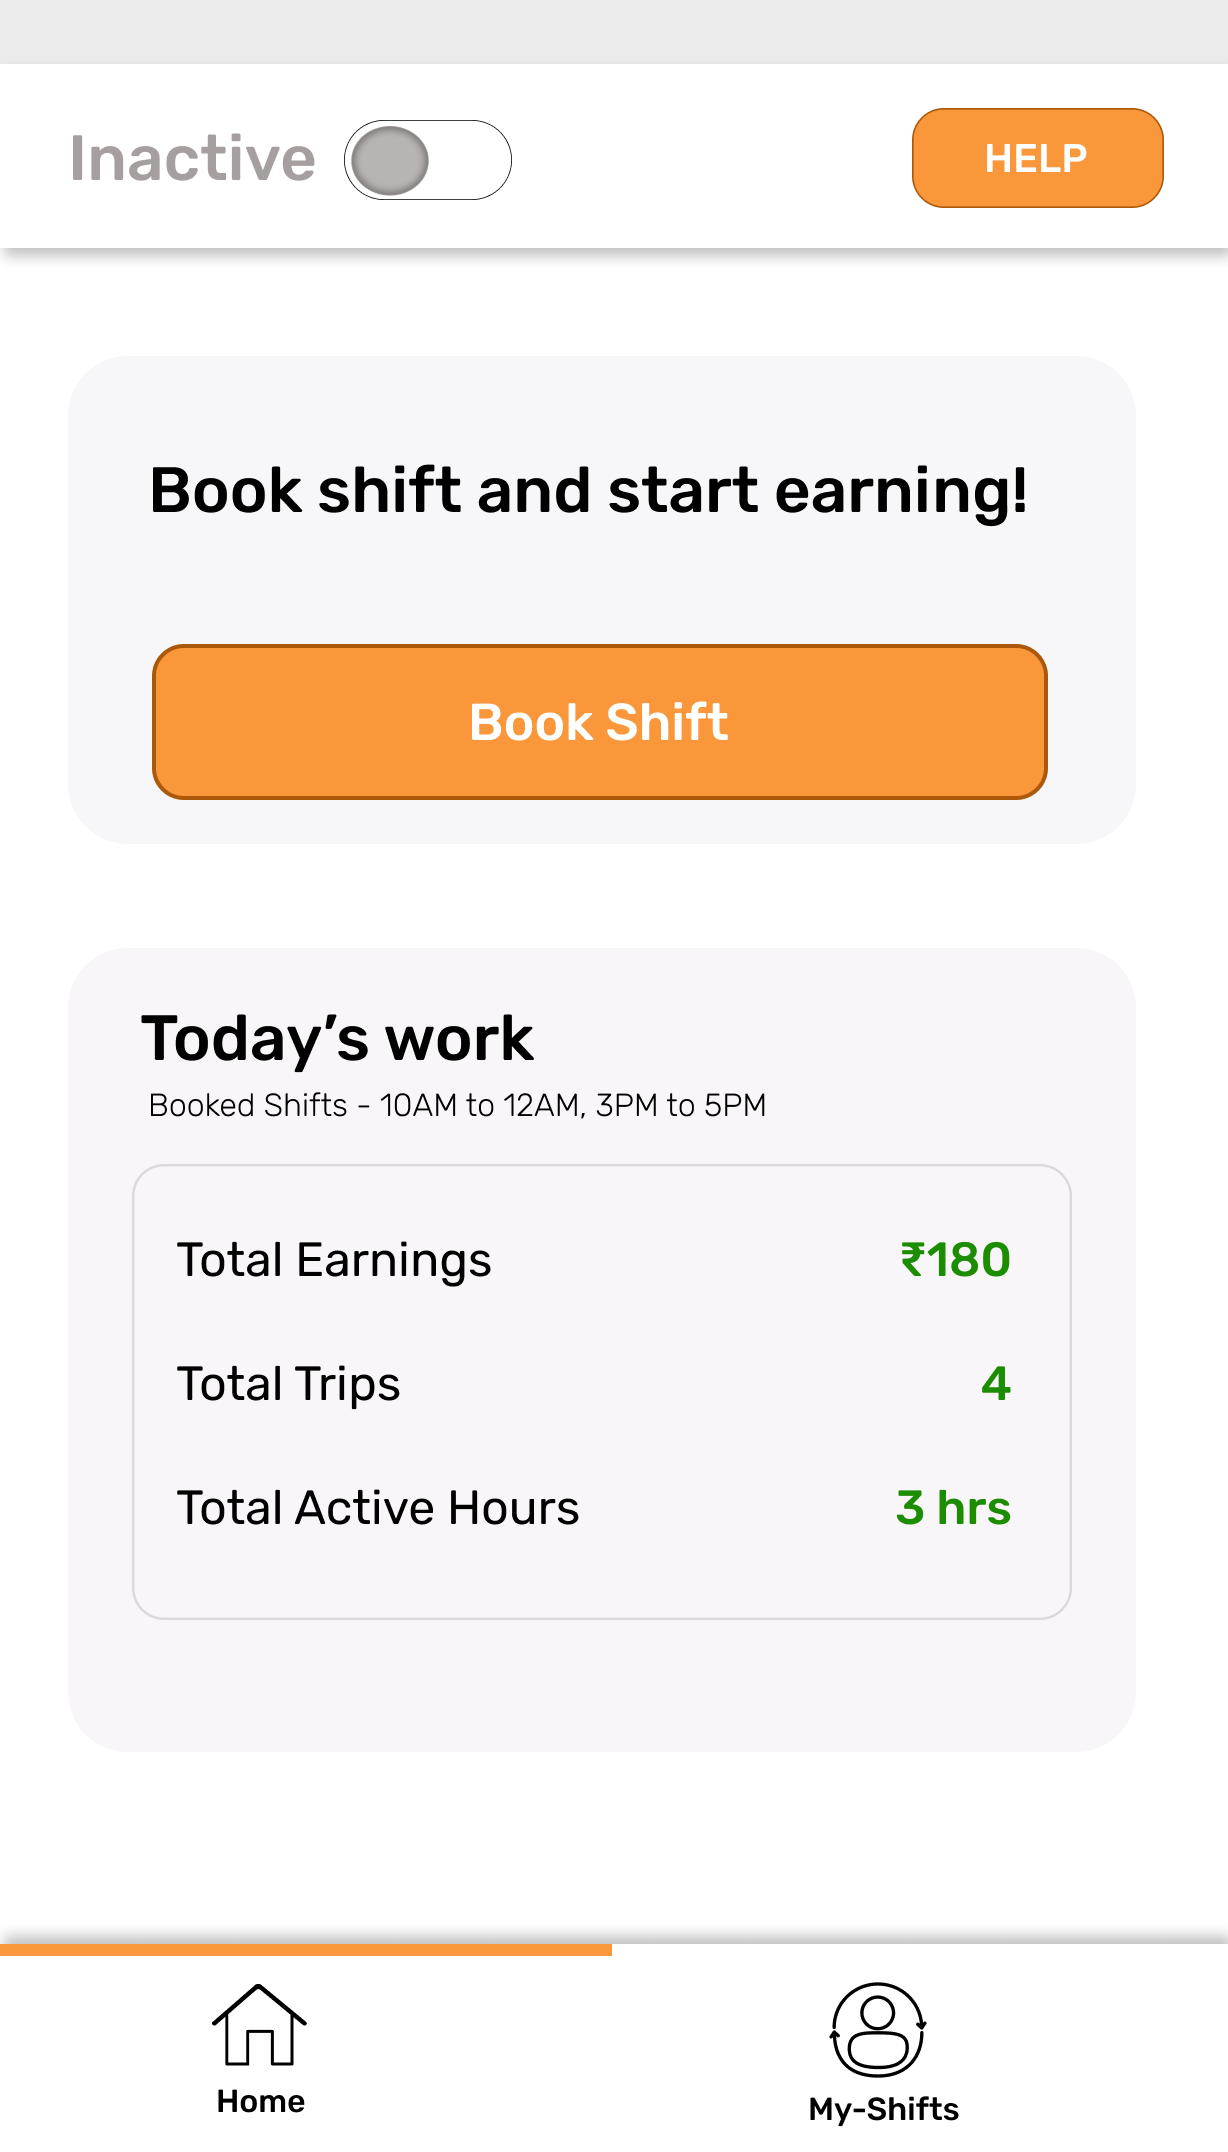 Inactive
HELP
Book shift and start earning!
Book Shift
Today’s work
Booked Shifts - 10AM to 12AM, 3PM to 5PM
Total Earnings ₹180
Total Trips 4
Total Active Hours 3 hrs
Home My-Shifts